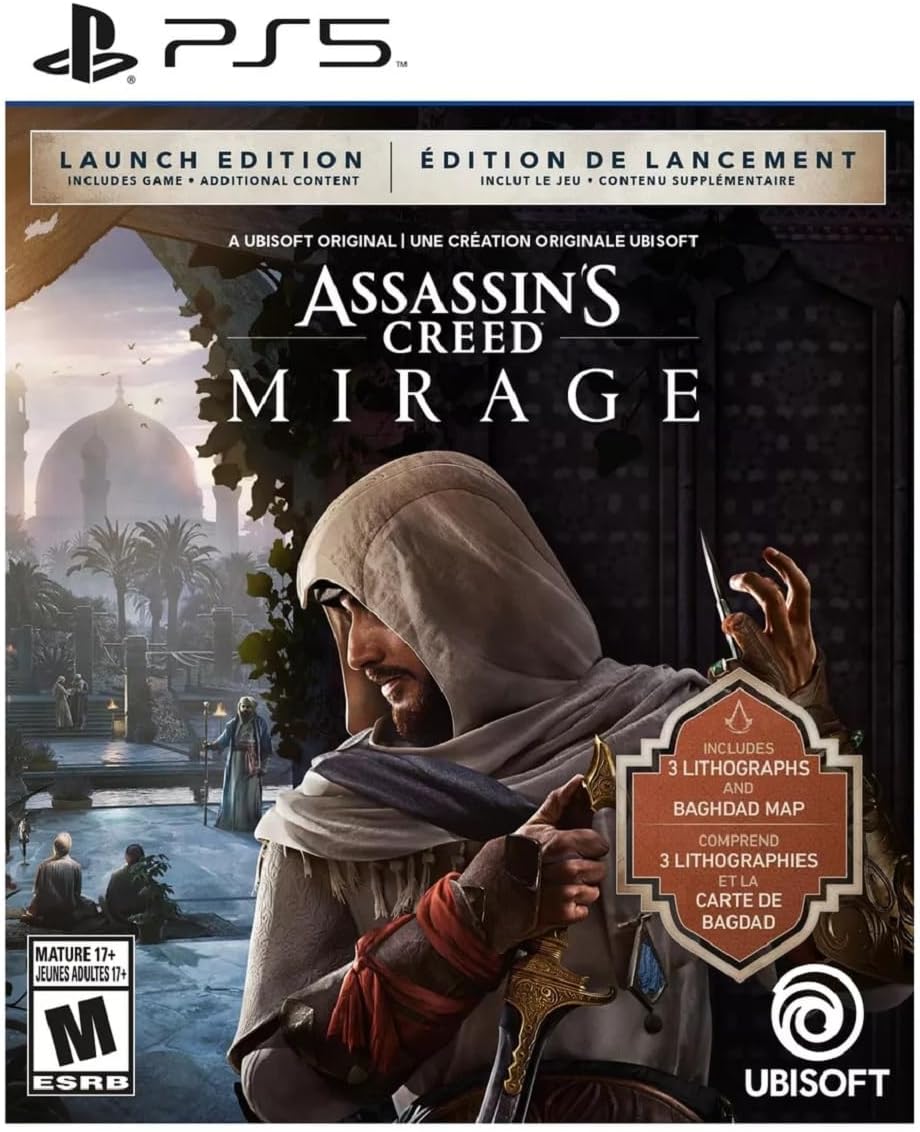 PS5™
®
LAUNCH EDITION
INCLUDES GAME • ADDITIONAL CONTENT
ÉDITION DE LANCEMENT
INCLUT LE JEU • CONTENU SUPPLÉMENTAIRE
A UBISOFT ORIGINAL | UNE CRÉATION ORIGINALE UBISOFT
ASSASSIN'S
CREED
MIRAGE
INCLUDES
3 LITHOGRAPHS
AND
BAGHDAD MAP
COMPREND
3 LITHOGRAPHIES
ET LA
CARTE DE
BAGDAD
MATURE 17+
JEUNES ADULTES 17+
M
ESRB
UBISOFT